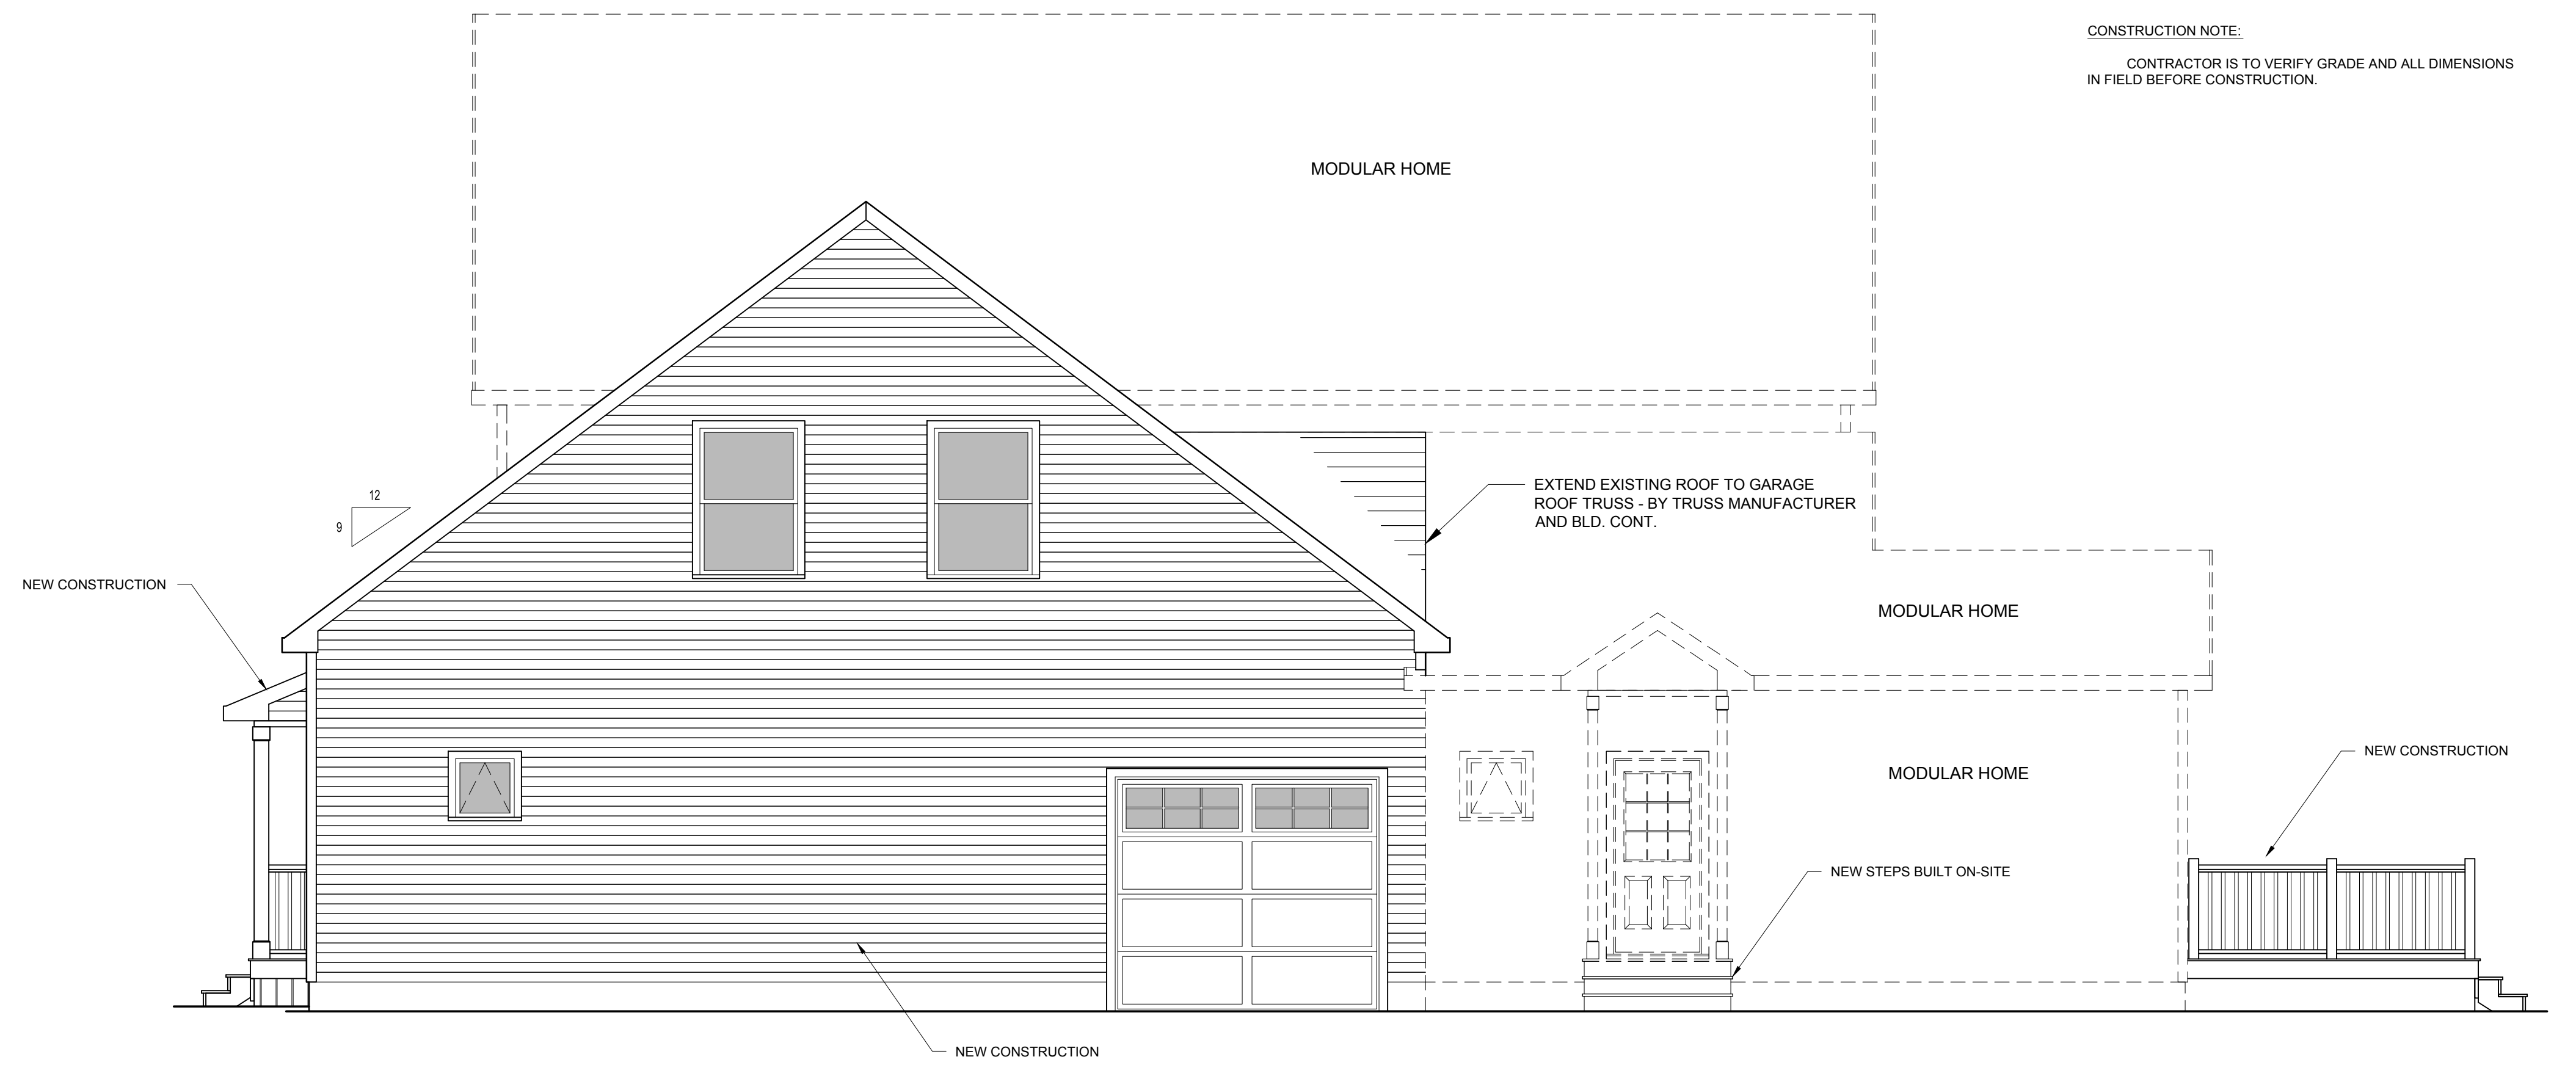 CONSTRUCTION NOTE:
CONTRACTOR IS TO VERIFY GRADE AND ALL DIMENSIONS
IN FIELD BEFORE CONSTRUCTION.
MODULAR HOME
12
9
EXTEND EXISTING ROOF TO GARAGE
ROOF TRUSS - BY TRUSS MANUFACTURER
AND BLD. CONT.
NEW CONSTRUCTION
MODULAR HOME
NEW CONSTRUCTION
MODULAR HOME
NEW STEPS BUILT ON-SITE
NEW CONSTRUCTION